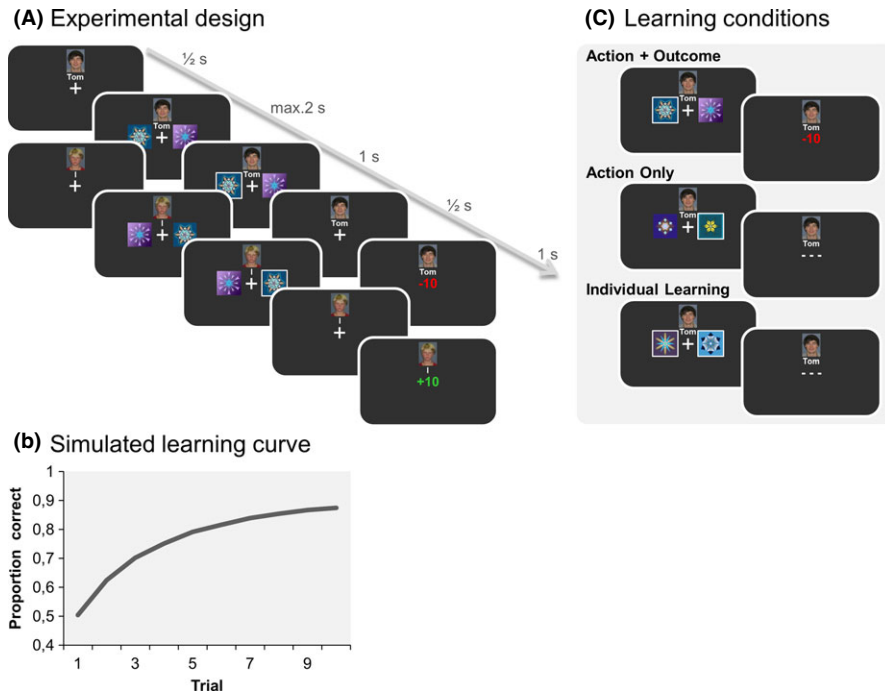 (A) Experimental design
Tom
½ s
Tom
max.2 s
I
Tom
1 s
I
Tom
½ s
I
Tom
-10
1 s
I
I
+10
(C) Learning conditions
Action + Outcome
Tom
Tom
-10
Action Only
Tom
Tom
---
Individual Learning
Tom
Tom
---
(b) Simulated learning curve
Proportion correct
1
0,9
0,8
0,7
0,6
0,5
0,4
1 3 5 7 9
Trial